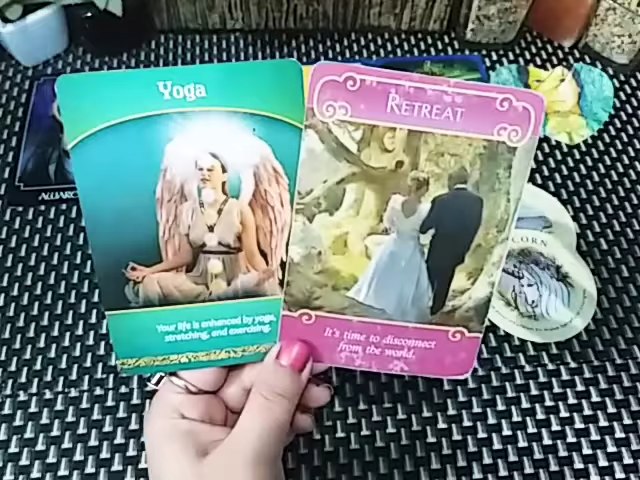 Yoga
Your life is enhanced by yoga,
stretching, and exercising.
RETREAT
It's time to disconnect
from the world.
CORN